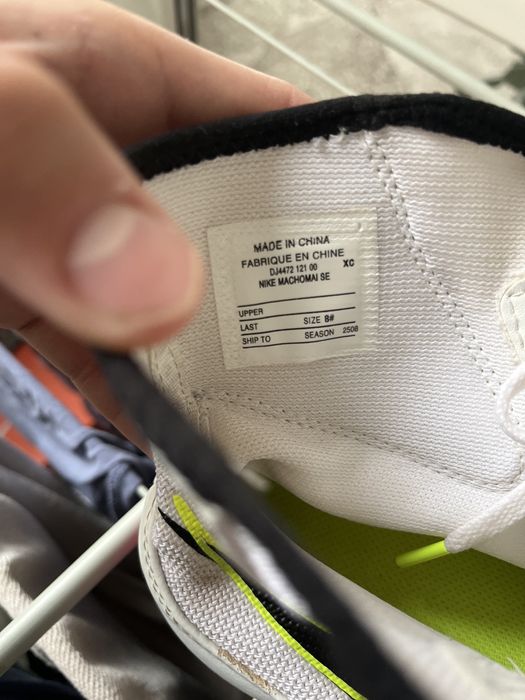 MADE IN CHINA
FABRIQUE EN CHINE
DJ4472 121 00 XC
NIKE MACHOMAI SE
UPPER
LAST SIZE 8#
SHIP TO SEASON 2508